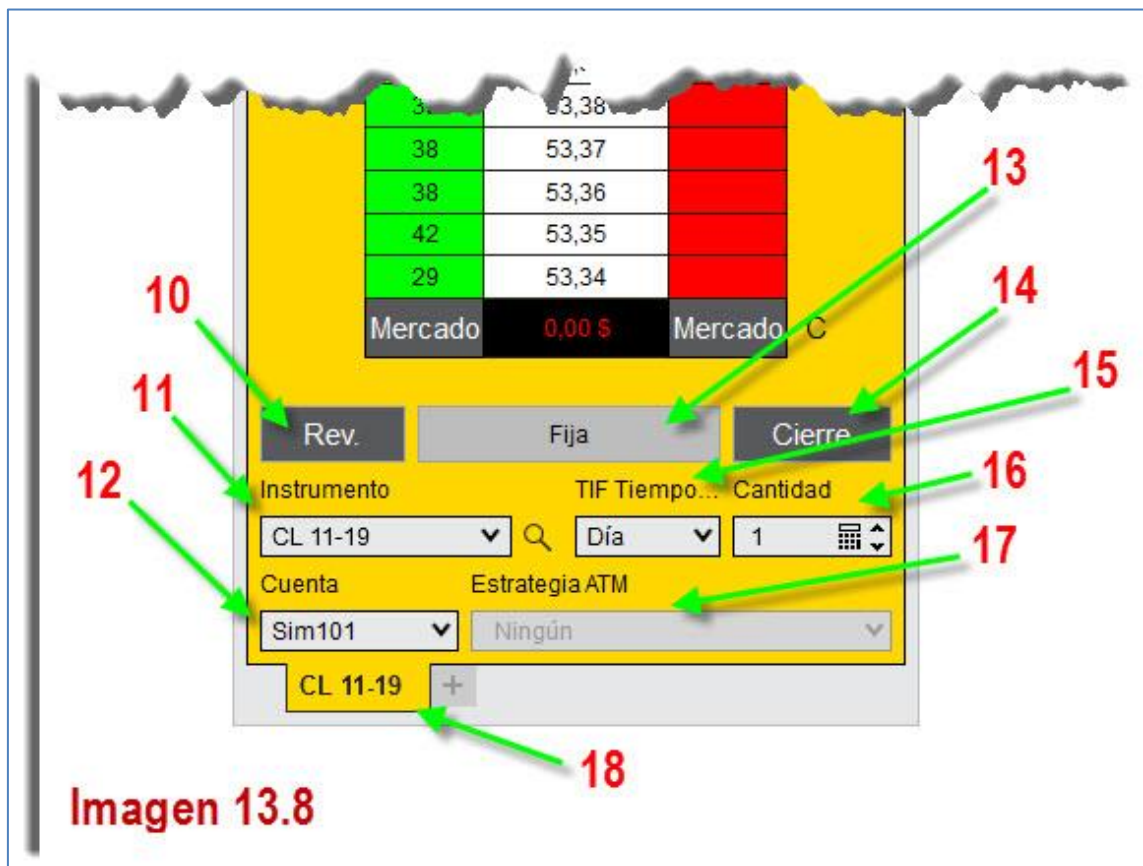 53,38
38 53,37
38 53,36
42 53,35
29 53,34
Mercado 0,00 $ Mercado C
13
10
14
15
11
Rev. Fija Cierre
16
12
Instrumento TIF Tiempo... Cantidad
CL 11-19 Día 1
17
Cuenta Estrategia ATM
Sim101 Ningún
CL 11-19 +
18
Imagen 13.8